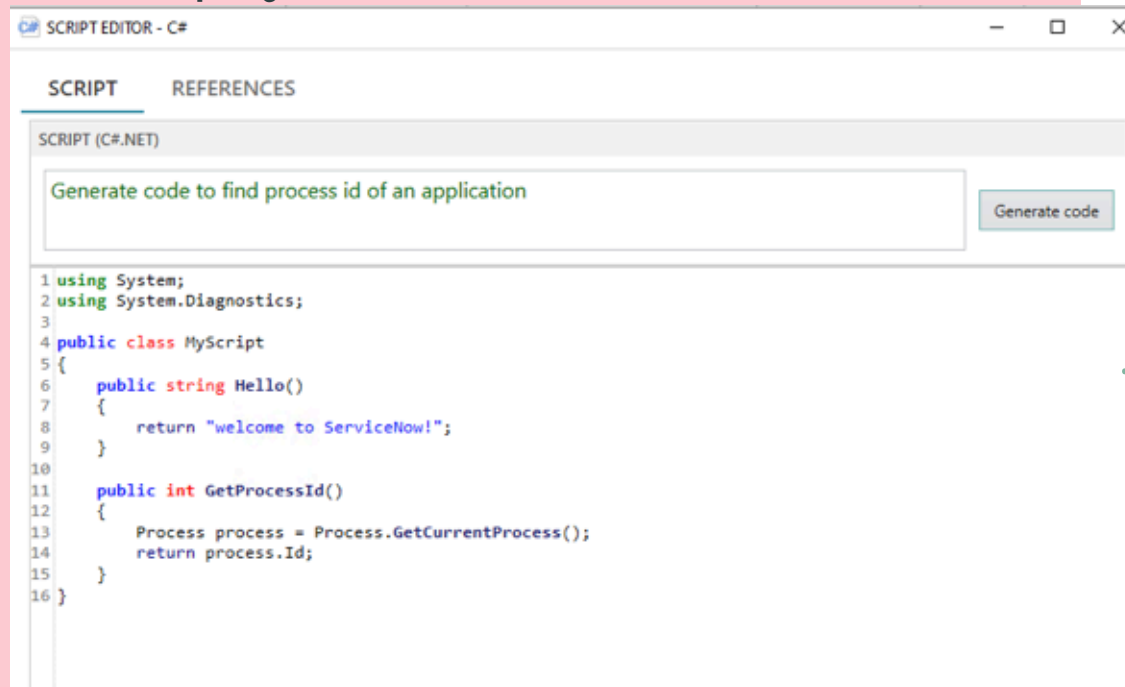 C# SCRIPT EDITOR - C#
SCRIPT REFERENCES
SCRIPT (C#.NET)
Generate code to find process id of an application
Generate code
1 using System;
2 using System.Diagnostics;
3
4 public class MyScript
5 {
6     public string Hello()
7     {
8         return "welcome to ServiceNow!";
9     }
10
11     public int GetProcessId()
12     {
13         Process process = Process.GetCurrentProcess();
14         return process.Id;
15     }
16 }